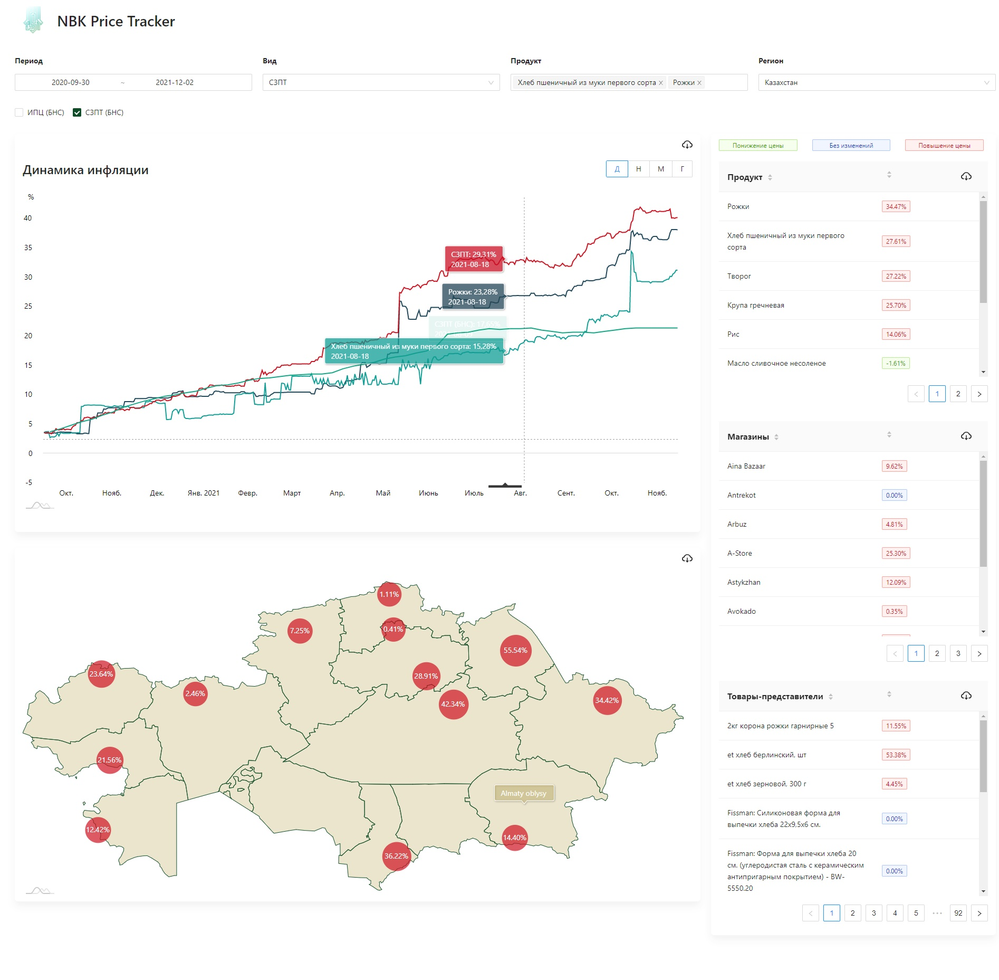 NBK Price Tracker
Период
Вид
Продукт
Регион
2020-09-30 ~ 2021-12-02
СЗПТ
Хлеб пшеничный из муки первого сорта
Рожки
Казахстан
ИПЦ (БНС)
СЗПТ (БНС)
Динамика инфляции
Д
Н
М
Г
%
40
35
30
25
20
15
10
5
0
-5
СЗПТ: 29,31%
2021-08-18
Рожки: 23,28%
2021-08-18
СЗПТ (БНС): 17,65%
Хлеб пшеничный из муки первого сорта: 15,28%
2021-08-18
Окт.
Нояб.
Дек.
Янв. 2021
Февр.
Март
Апр.
Май
Июнь
Июль
Авг.
Сент.
Окт.
Нояб.
1.11%
7.25%
0.41%
55.54%
23.64%
28.91%
2.46%
42.34%
34.42%
21.56%
Almaty oblysy
12.42%
14.40%
36.22%
Понижение цены
Без изменений
Повышение цены
Продукт
Рожки
34.47%
Хлеб пшеничный из муки первого
сорта
27.61%
Творог
27.22%
Крупа гречневая
25.70%
Рис
14.06%
Масло сливочное несоленое
-1.61%
1
2
Магазины
Aina Bazaar
9.62%
Antrekot
0.00%
Arbuz
4.81%
A-Store
25.30%
Astykzhan
12.09%
Avokado
0.35%
1
2
3
Товары-представители
2кг корона рожки гарнирные 5
11.55%
et хлеб берлинский, шт
53.38%
et хлеб зерновой, 300 г
4.45%
Fissman: Силиконовая форма для
выпечки хлеба 22х9,5х6 см.
0.00%
Fissman: Форма для выпечки хлеба 20
см. (углеродистая сталь с керамическим
антипригарным покрытием) - BW-
5550.20
0.00%
1
2
3
4
5
•••
92